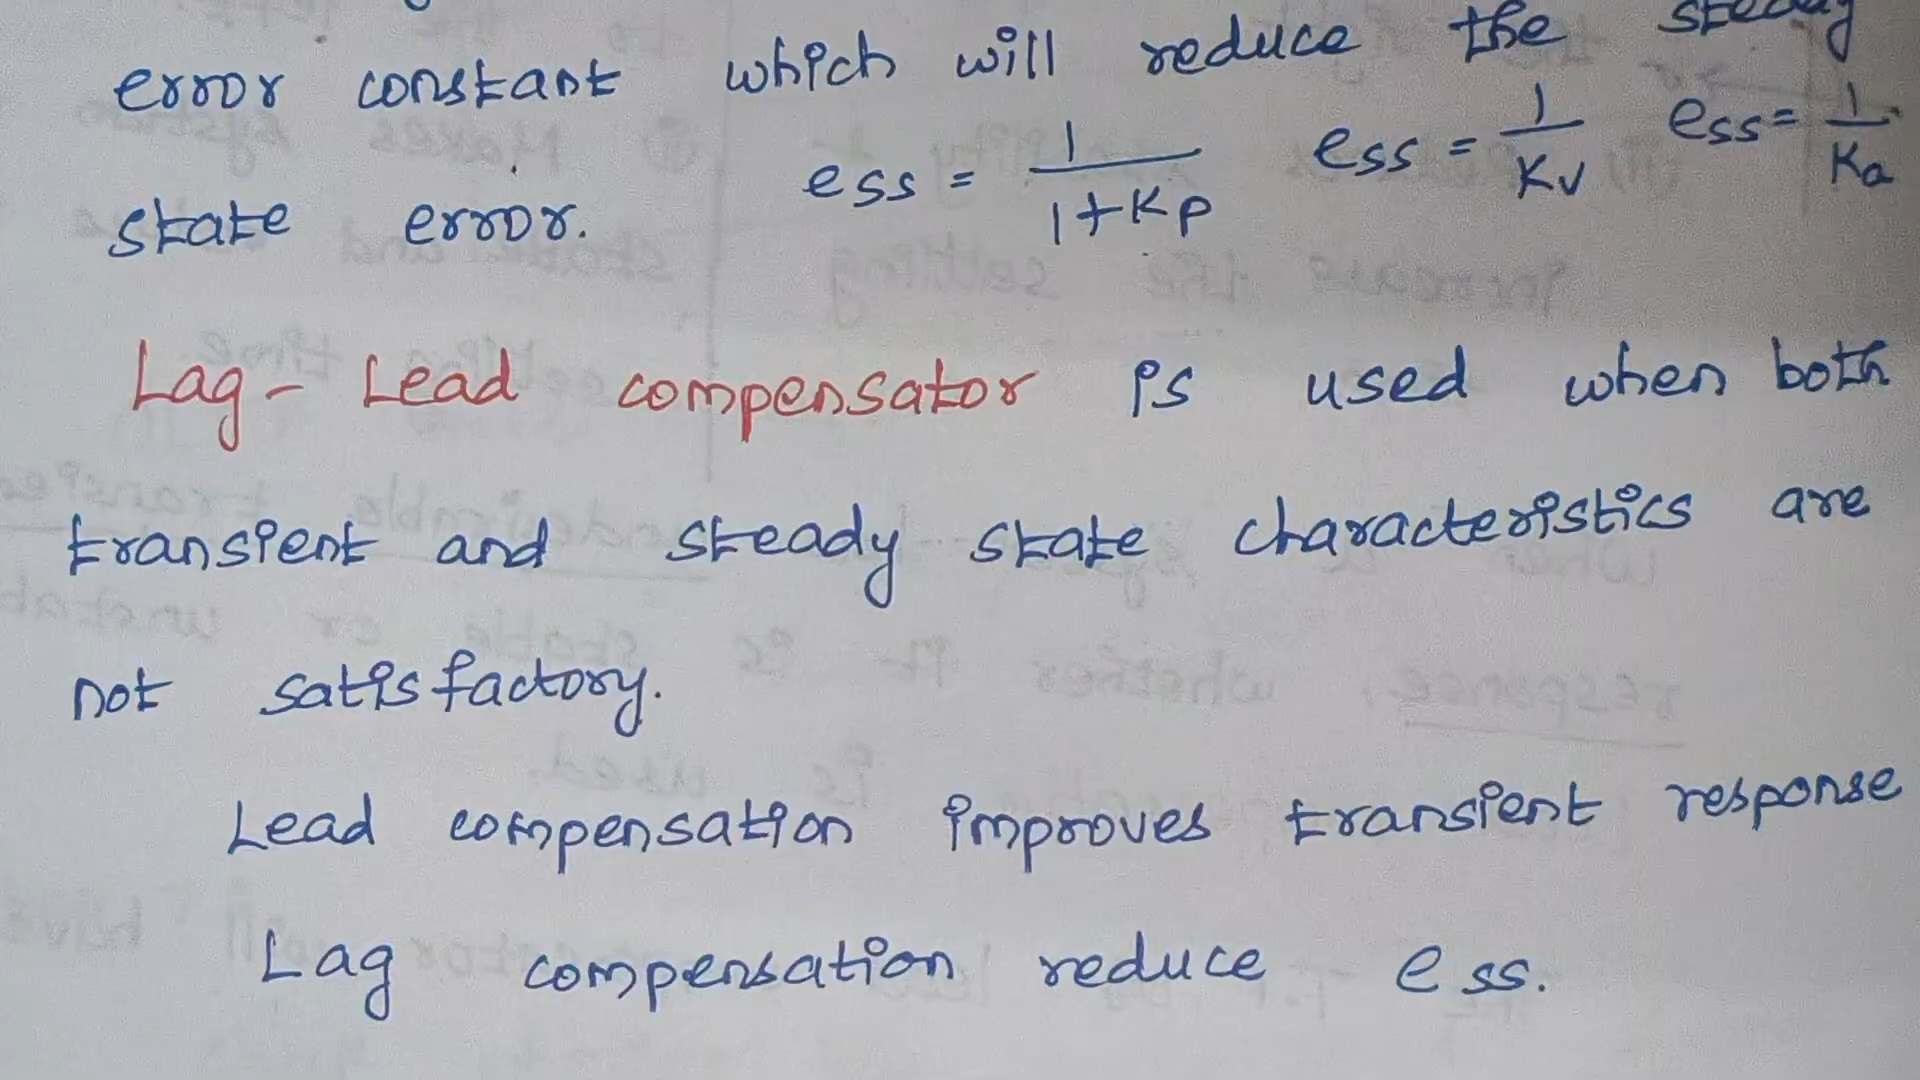 error constant which will reduce the steady
state error. ess = 1/(1+Kp) ess = 1/Kv ess = 1/Ka
Lag - Lead compensator is used when both
transient and steady state characteristics are
not satisfactory.
Lead compensation improves transient response
Lag compensation reduce ess.